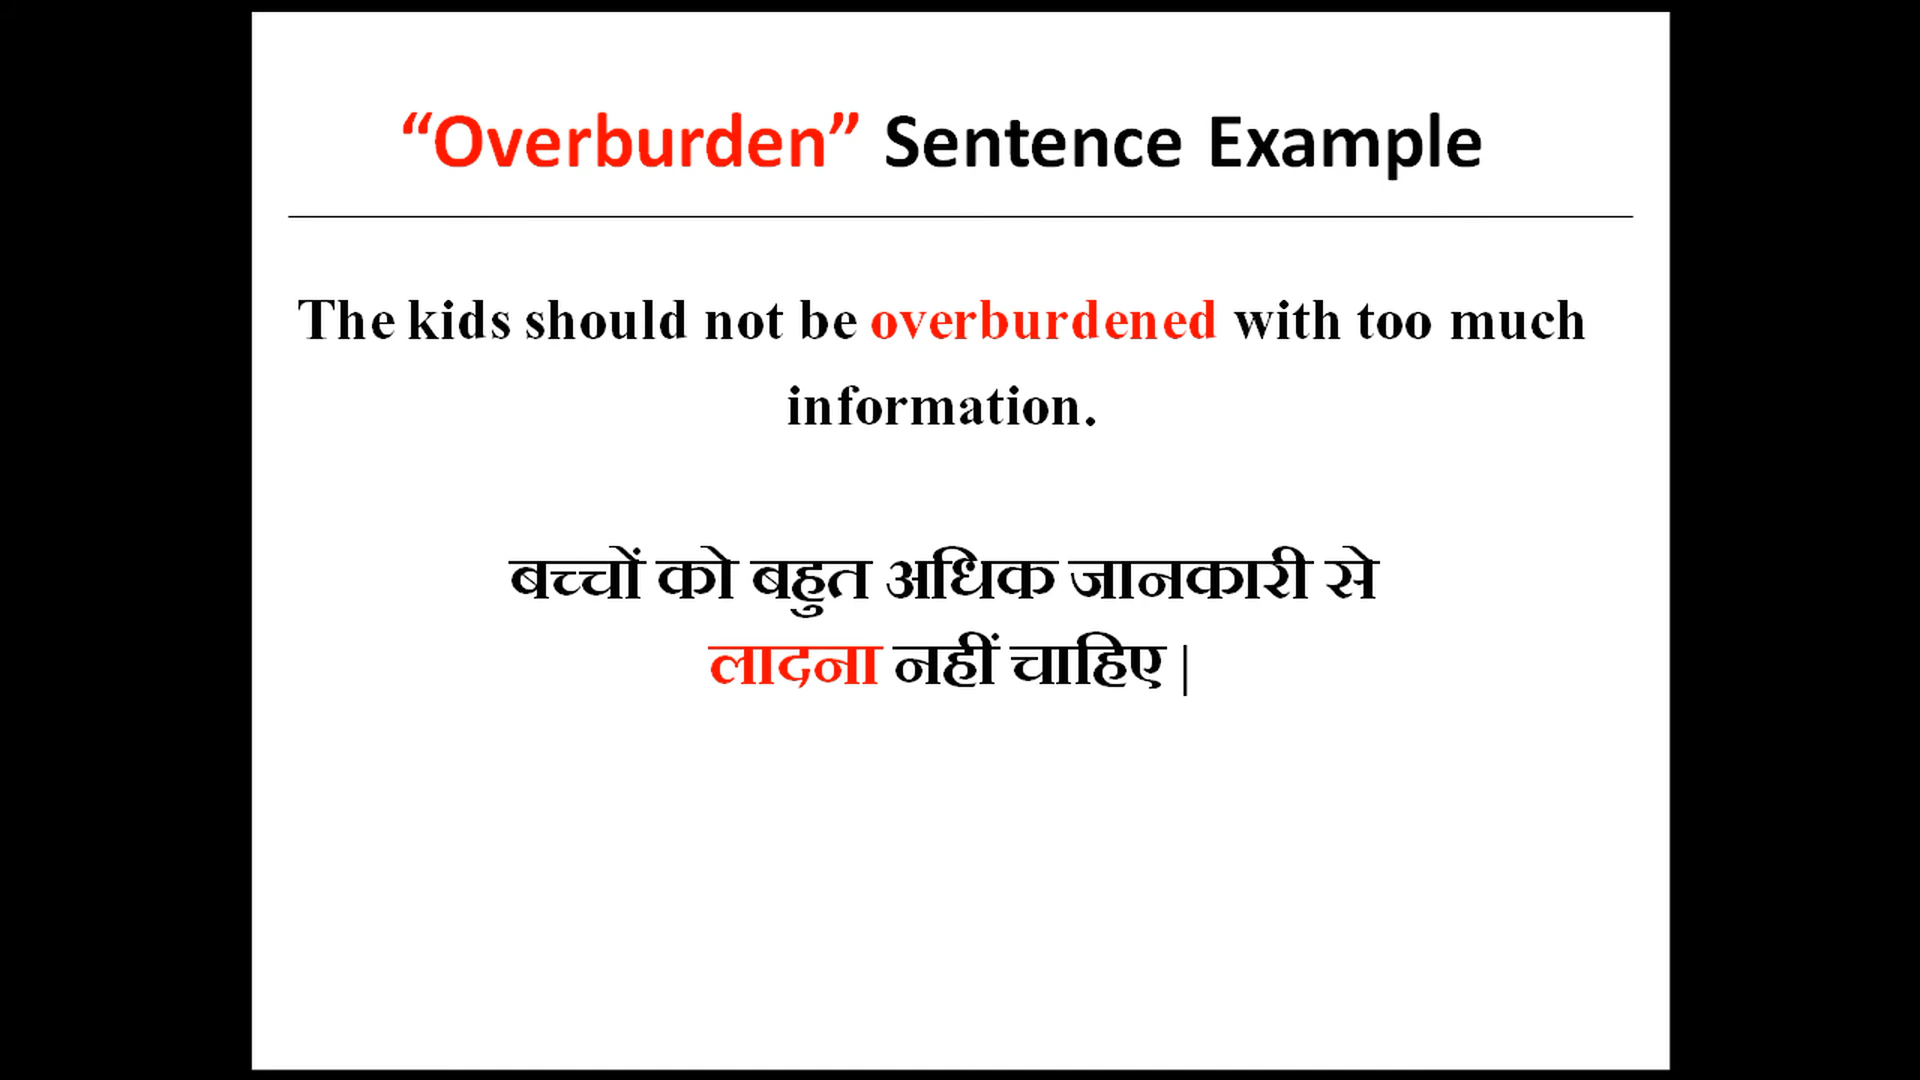 “Overburden” Sentence Example
The kids should not be overburdened with too much
information.
बच्चों को बहुत अधिक जानकारी से
लादना नहीं चाहिए |